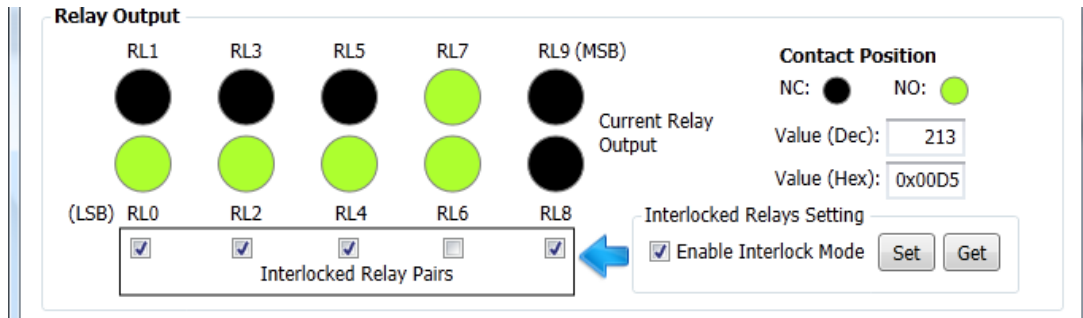 Relay Output
RL1 RL3 RL5 RL7 RL9 (MSB)
Current Relay
Output
(LSB) RL0 RL2 RL4 RL6 RL8
Interlocked Relay Pairs
Contact Position
NC: NO:
Value (Dec): 213
Value (Hex): 0x00D5
Interlocked Relays Setting
Enable Interlock Mode Set Get